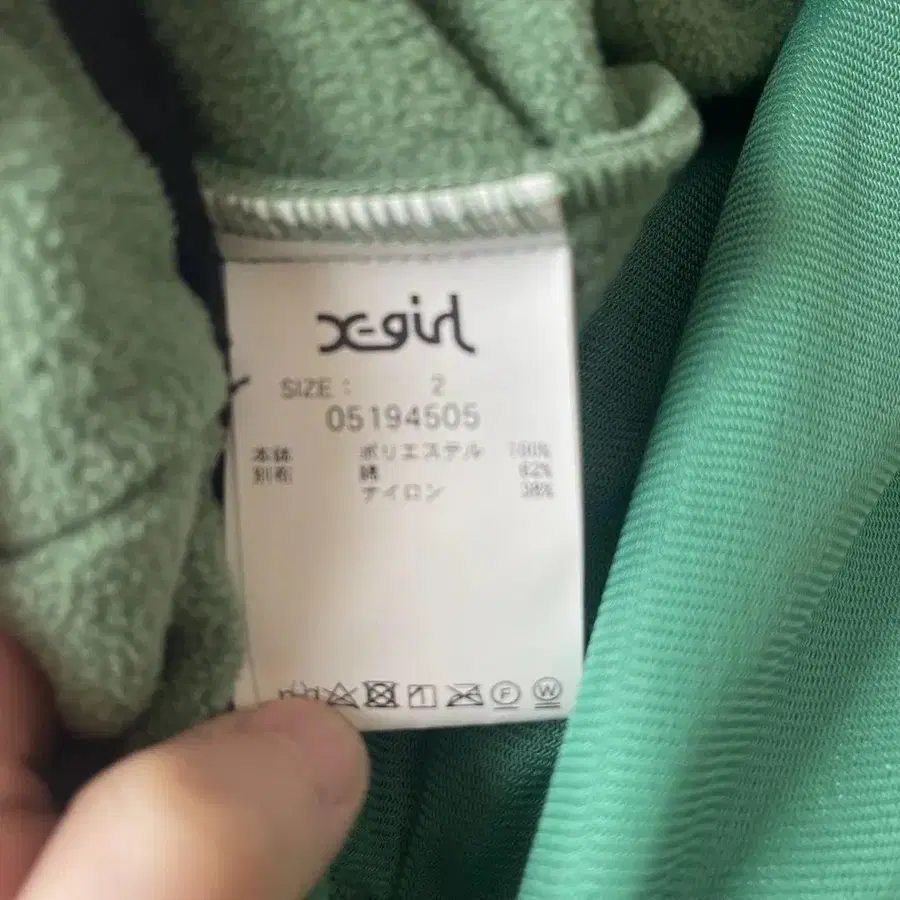 X-girl
SIZE: 2
05194505
本体 ポリエステル 100%
別布 綿 62%
ナイロン 38%
F W